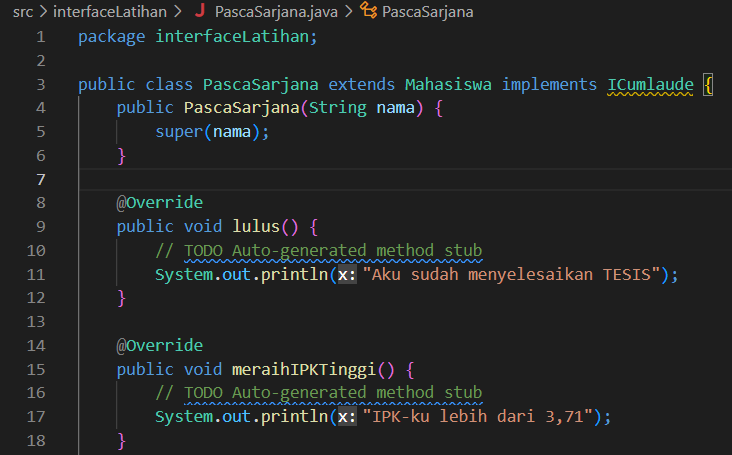 src > interfaceLatihan > J PascaSarjana.java > PascaSarjana
1 package interfaceLatihan;
2
3 public class PascaSarjana extends Mahasiswa implements ICumlaude {
4     public PascaSarjana(String nama) {
5         super(nama);
6     }
7
8     @Override
9     public void lulus() {
10         // TODO Auto-generated method stub
11         System.out.println(x:"Aku sudah menyelesaikan TESIS");
12     }
13
14     @Override
15     public void meraihIPKTinggi() {
16         // TODO Auto-generated method stub
17         System.out.println(x:"IPK-ku lebih dari 3,71");
18     }